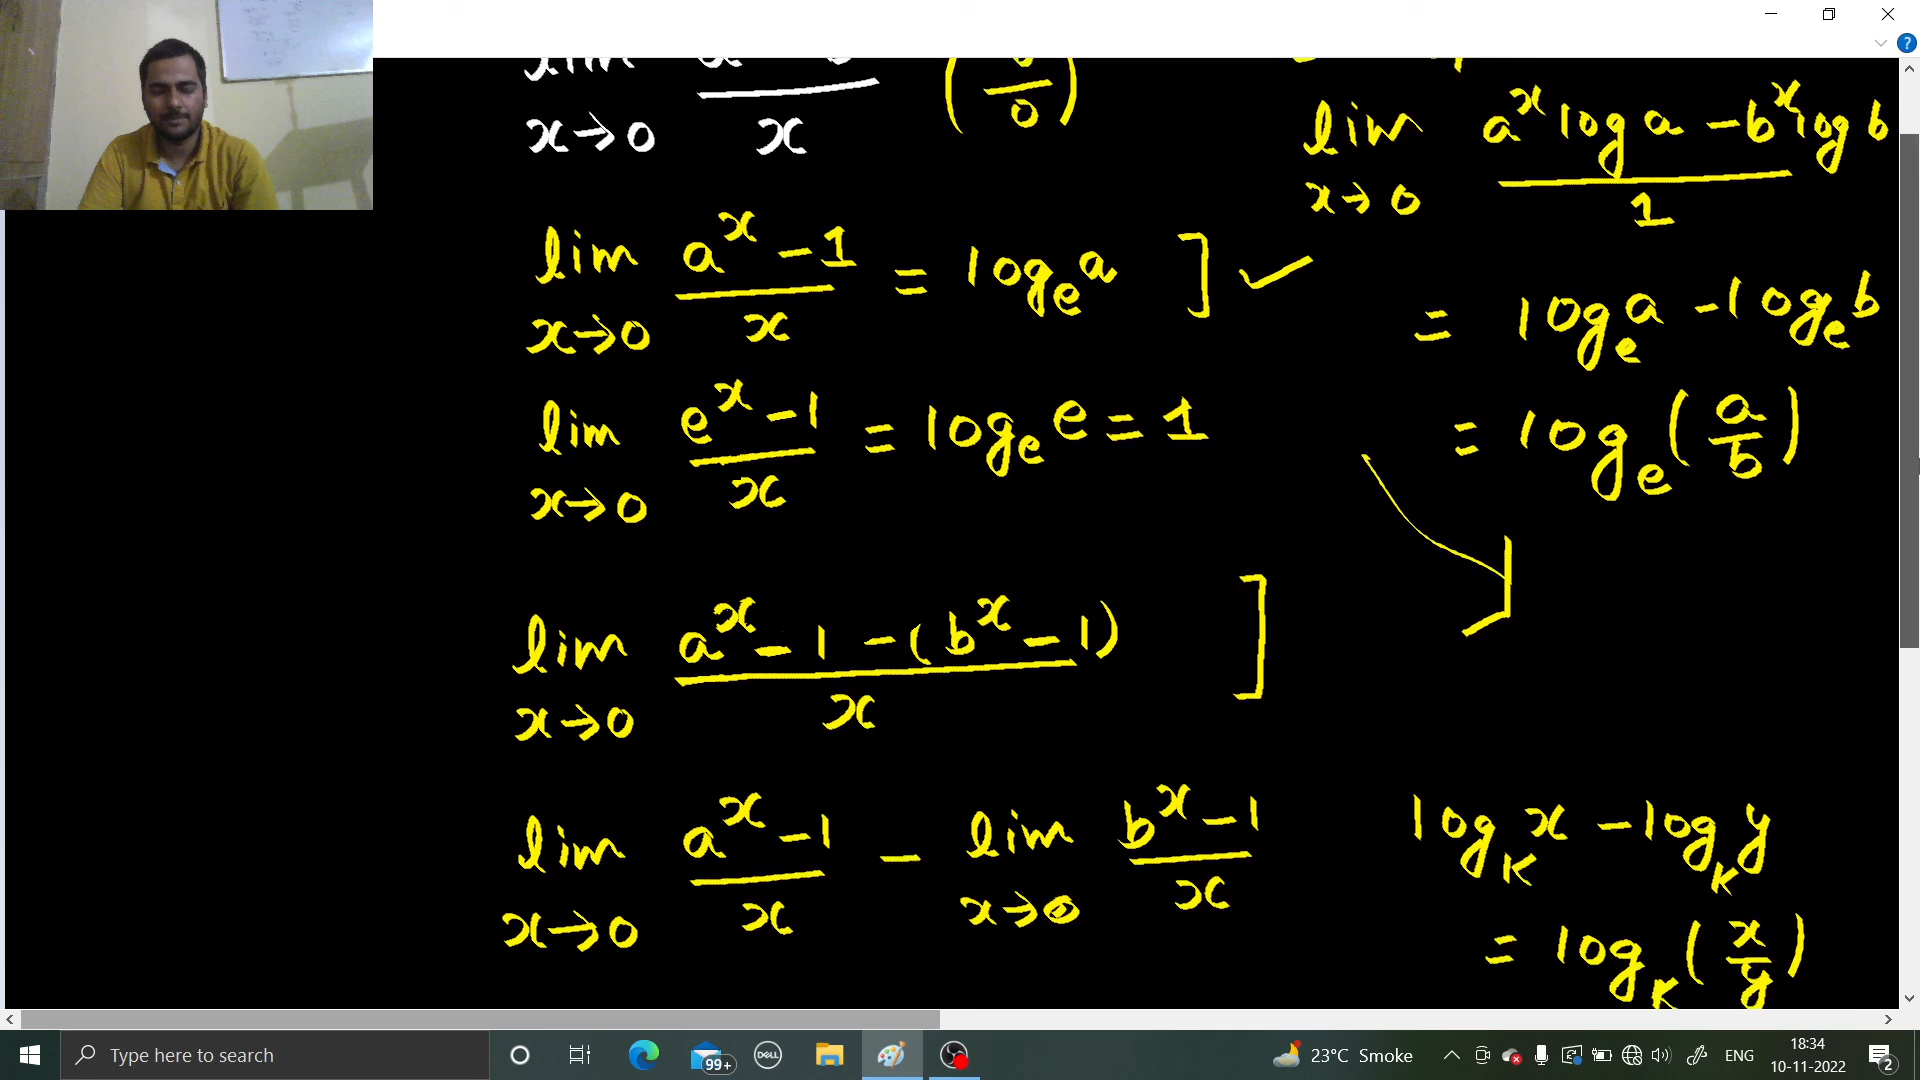 lim
x→0 x (0/0)
lim x→0 (a^x − 1)/x = log_e a ] ✓
lim x→0 (e^x − 1)/x = log_e e = 1
lim x→0 (a^x − 1 − (b^x − 1))/x ]
lim x→0 (a^x − 1)/x − lim x→0 (b^x − 1)/x
lim x→0 (a^x log a − b^x log b)/1
= log_e a − log_e b
= log_e (a/b)
log_K x − log_K y
= log_K (x/y)
Type here to search
99+
DELL
23°C Smoke
ENG
18:34
10-11-2022
2